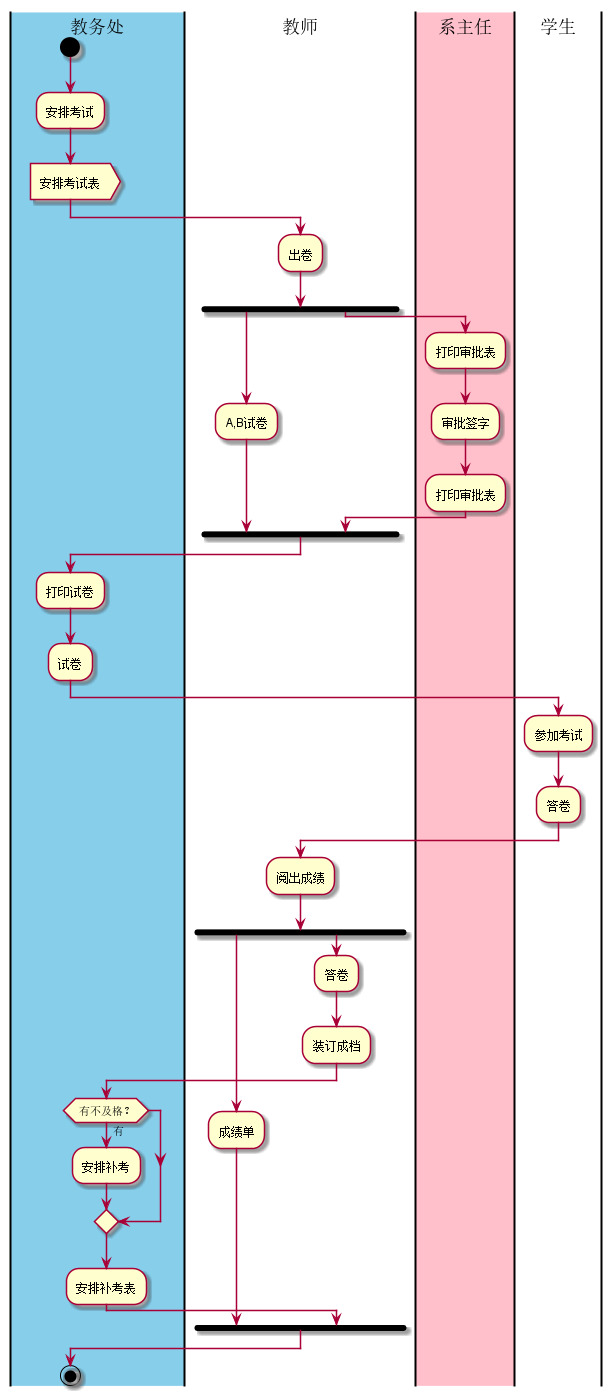 教务处
教师
系主任
学生
安排考试
安排考试表
出卷
打印审批表
A,B试卷
审批签字
打印审批表
打印试卷
试卷
参加考试
答卷
阅出成绩
答卷
装订成档
有不及格？
有
成绩单
安排补考
安排补考表